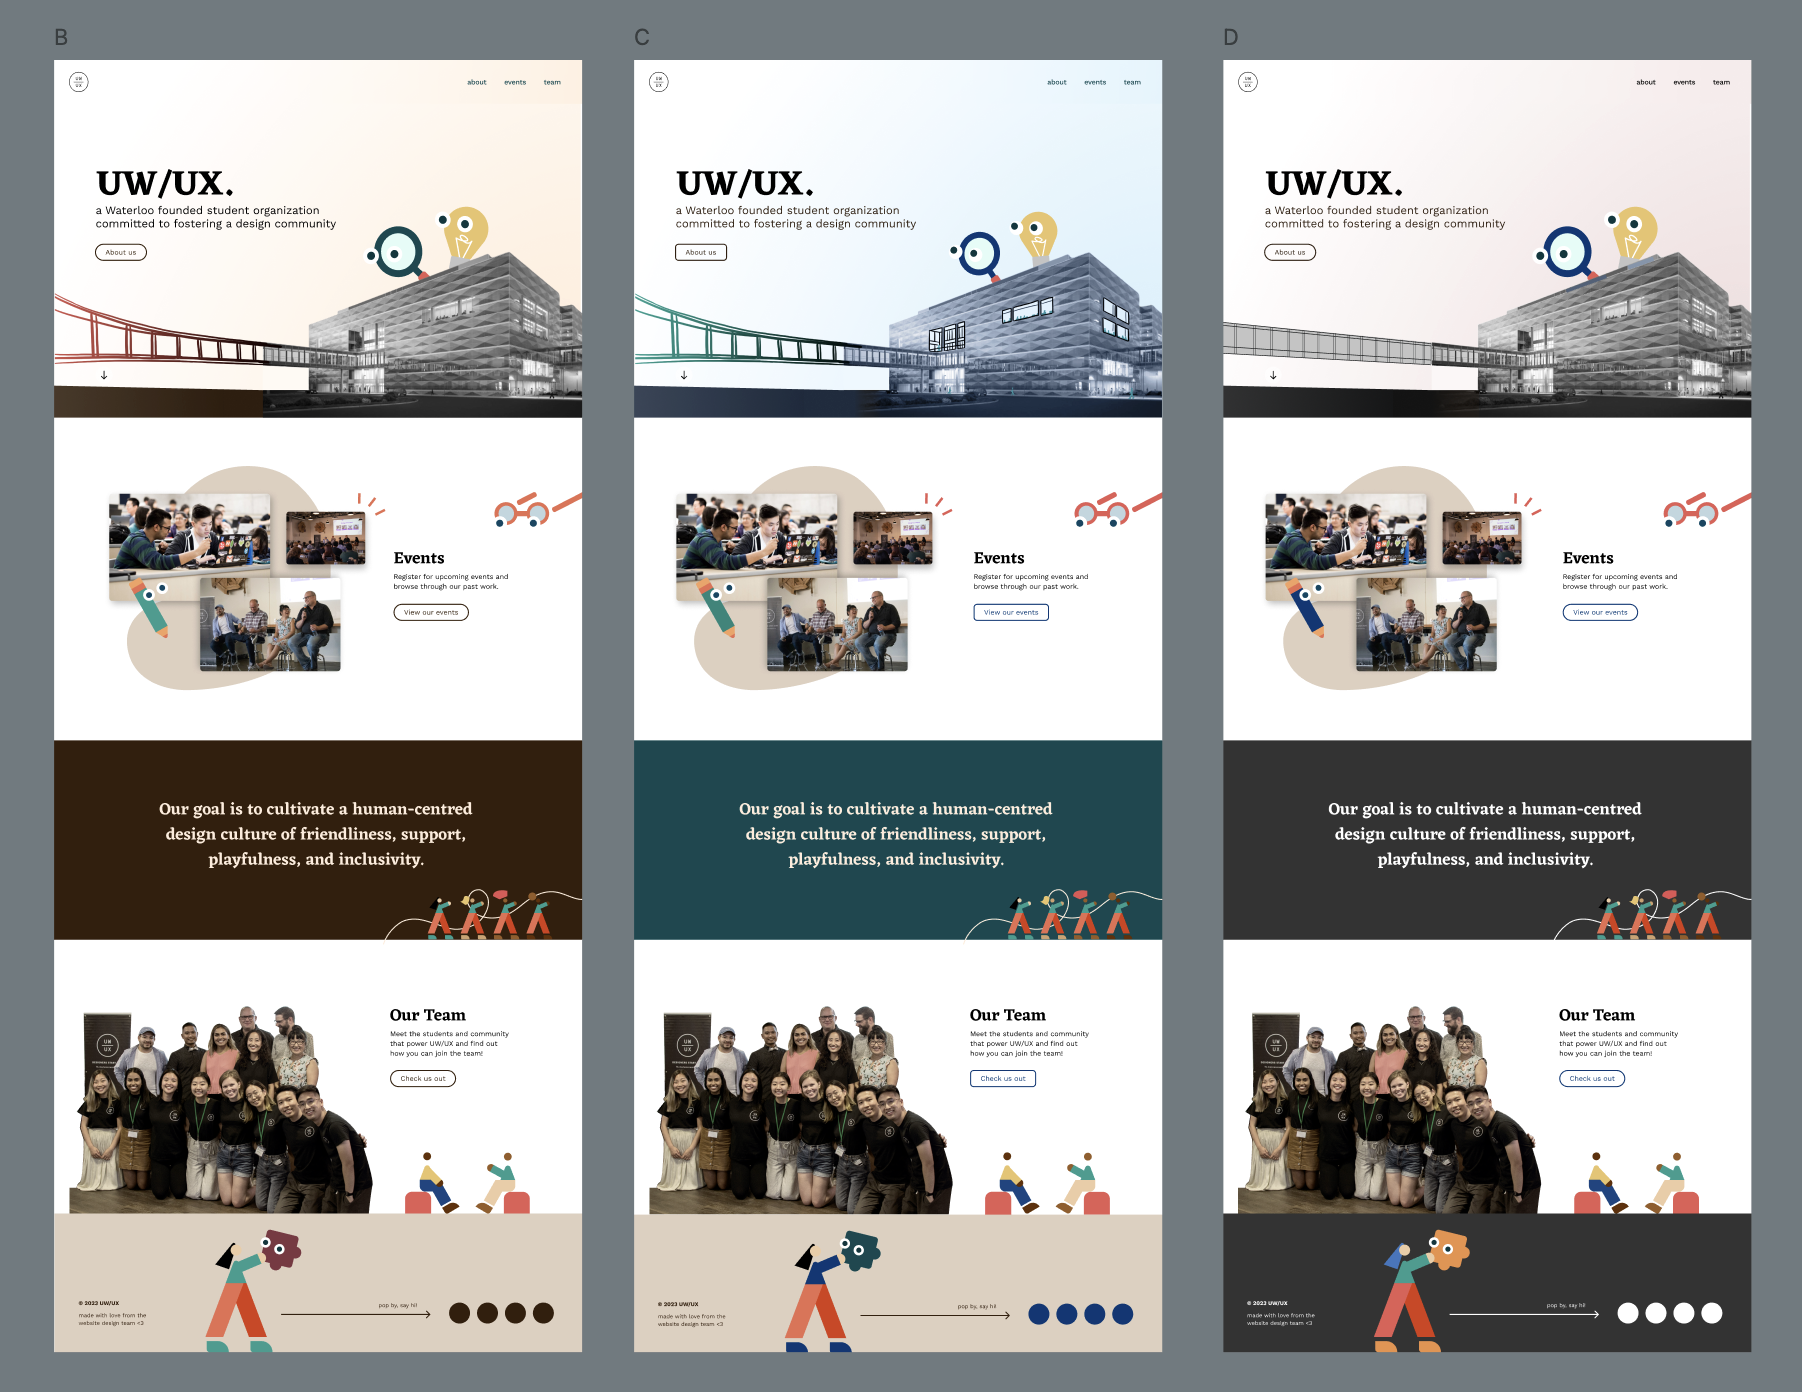 B
UW
UX
about events team
UW/UX.
a Waterloo founded student organization
committed to fostering a design community
About us
Events
Register for upcoming events and
browse through our past work.
View our events
Our goal is to cultivate a human-centred
design culture of friendliness, support,
playfulness, and inclusivity.
UW
UX
Our Team
Meet the students and community
that power UW/UX and find out
how you can join the team!
Check us out
© 2023 UW/UX
made with love from the
website design team <3
pop by, say hi!
C
UW
UX
about events team
UW/UX.
a Waterloo founded student organization
committed to fostering a design community
About us
Events
Register for upcoming events and
browse through our past work.
View our events
Our goal is to cultivate a human-centred
design culture of friendliness, support,
playfulness, and inclusivity.
UW
UX
Our Team
Meet the students and community
that power UW/UX and find out
how you can join the team!
Check us out
© 2023 UW/UX
made with love from the
website design team <3
pop by, say hi!
D
UW
UX
about events team
UW/UX.
a Waterloo founded student organization
committed to fostering a design community
About us
Events
Register for upcoming events and
browse through our past work.
View our events
Our goal is to cultivate a human-centred
design culture of friendliness, support,
playfulness, and inclusivity.
UW
UX
Our Team
Meet the students and community
that power UW/UX and find out
how you can join the team!
Check us out
© 2023 UW/UX
made with love from the
website design team <3
pop by, say hi!